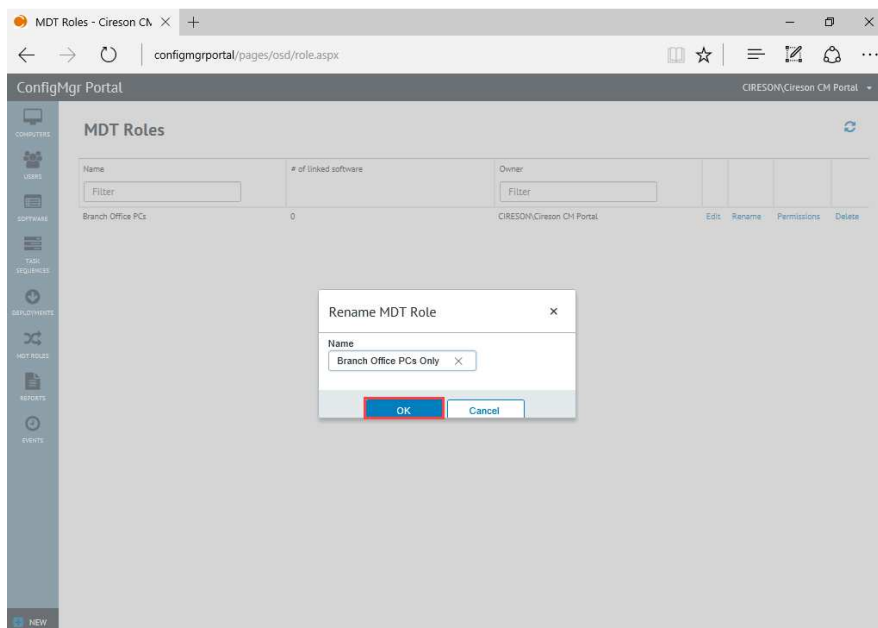 MDT Roles - Cireson CM
configmgrportal/pages/osd/role.aspx
ConfigMgr Portal
CIRESON\Cireson CM Portal
COMPUTERS
USERS
SOFTWARE
TASK SEQUENCES
DEPLOYMENTS
MDT ROLES
REPORTS
EVENTS
NEW
MDT Roles
Name # of linked software Owner
Filter Filter
Branch Office PCs 0 CIRESON\Cireson CM Portal Edit Rename Permissions Delete
Rename MDT Role
Name
Branch Office PCs Only
OK Cancel